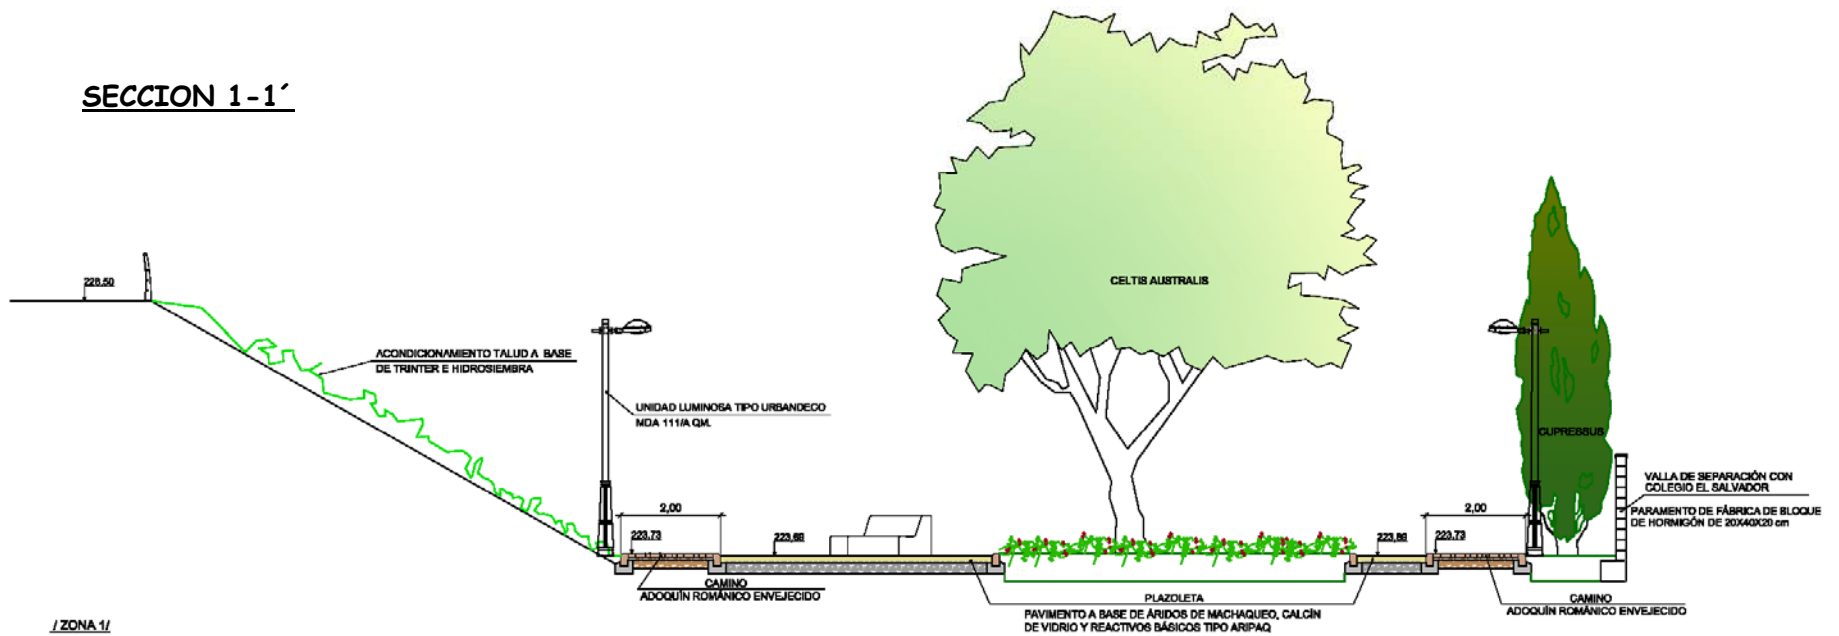 SECCION 1-1´
CELTIS AUSTRALIS
228,50
ACONDICIONAMIENTO TALUD A BASE
DE TRINTER E HIDROSIEMBRA
UNIDAD LUMINOSA TIPO URBANDECO
MDA 111/A QM.
CUPRESSUS
VALLA DE SEPARACIÓN CON
COLEGIO EL SALVADOR
PARAMENTO DE FÁBRICA DE BLOQUE
DE HORMIGÓN DE 20X40X20 cm
2,00
2,00
223,73
223,69
223,69
223,73
CAMINO
ADOQUÍN ROMÁNICO ENVEJECIDO
PLAZOLETA
PAVIMENTO A BASE DE ÁRIDOS DE MACHAQUEO, CALCÍN
DE VIDRIO Y REACTIVOS BÁSICOS TIPO ARIPAQ
CAMINO
ADOQUÍN ROMÁNICO ENVEJECIDO
/ ZONA 1/